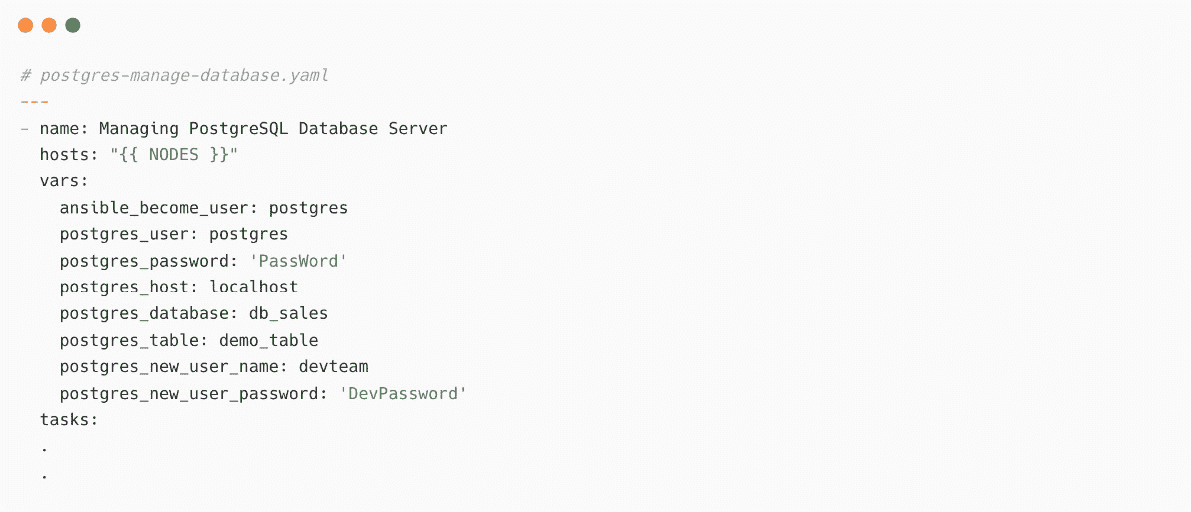 # postgres-manage-database.yaml
---
- name: Managing PostgreSQL Database Server
  hosts: "{{ NODES }}"
  vars:
    ansible_become_user: postgres
    postgres_user: postgres
    postgres_password: 'PassWord'
    postgres_host: localhost
    postgres_database: db_sales
    postgres_table: demo_table
    postgres_new_user_name: devteam
    postgres_new_user_password: 'DevPassword'
  tasks:
  .
  .